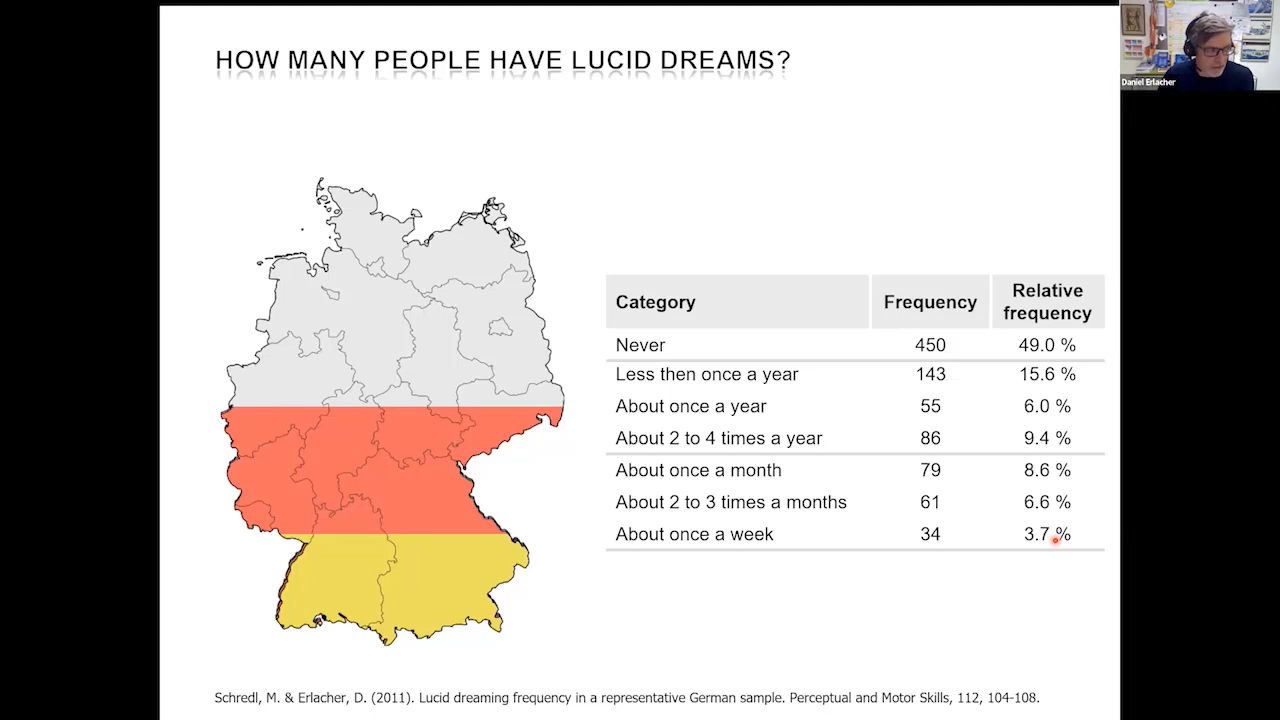 HOW MANY PEOPLE HAVE LUCID DREAMS?
Daniel Erlacher
Category Frequency Relative frequency
Never 450 49.0 %
Less then once a year 143 15.6 %
About once a year 55 6.0 %
About 2 to 4 times a year 86 9.4 %
About once a month 79 8.6 %
About 2 to 3 times a months 61 6.6 %
About once a week 34 3.7 %
Schredl, M. & Erlacher, D. (2011). Lucid dreaming frequency in a representative German sample. Perceptual and Motor Skills, 112, 104-108.